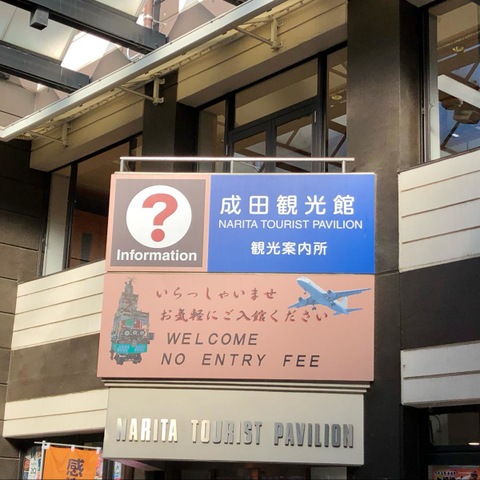 ?
Information
成田観光館
NARITA TOURIST PAVILION
観光案内所
いらっしゃいませ
お気軽にご入館ください
WELCOME
NO ENTRY FEE
NARITA TOURIST PAVILION
感